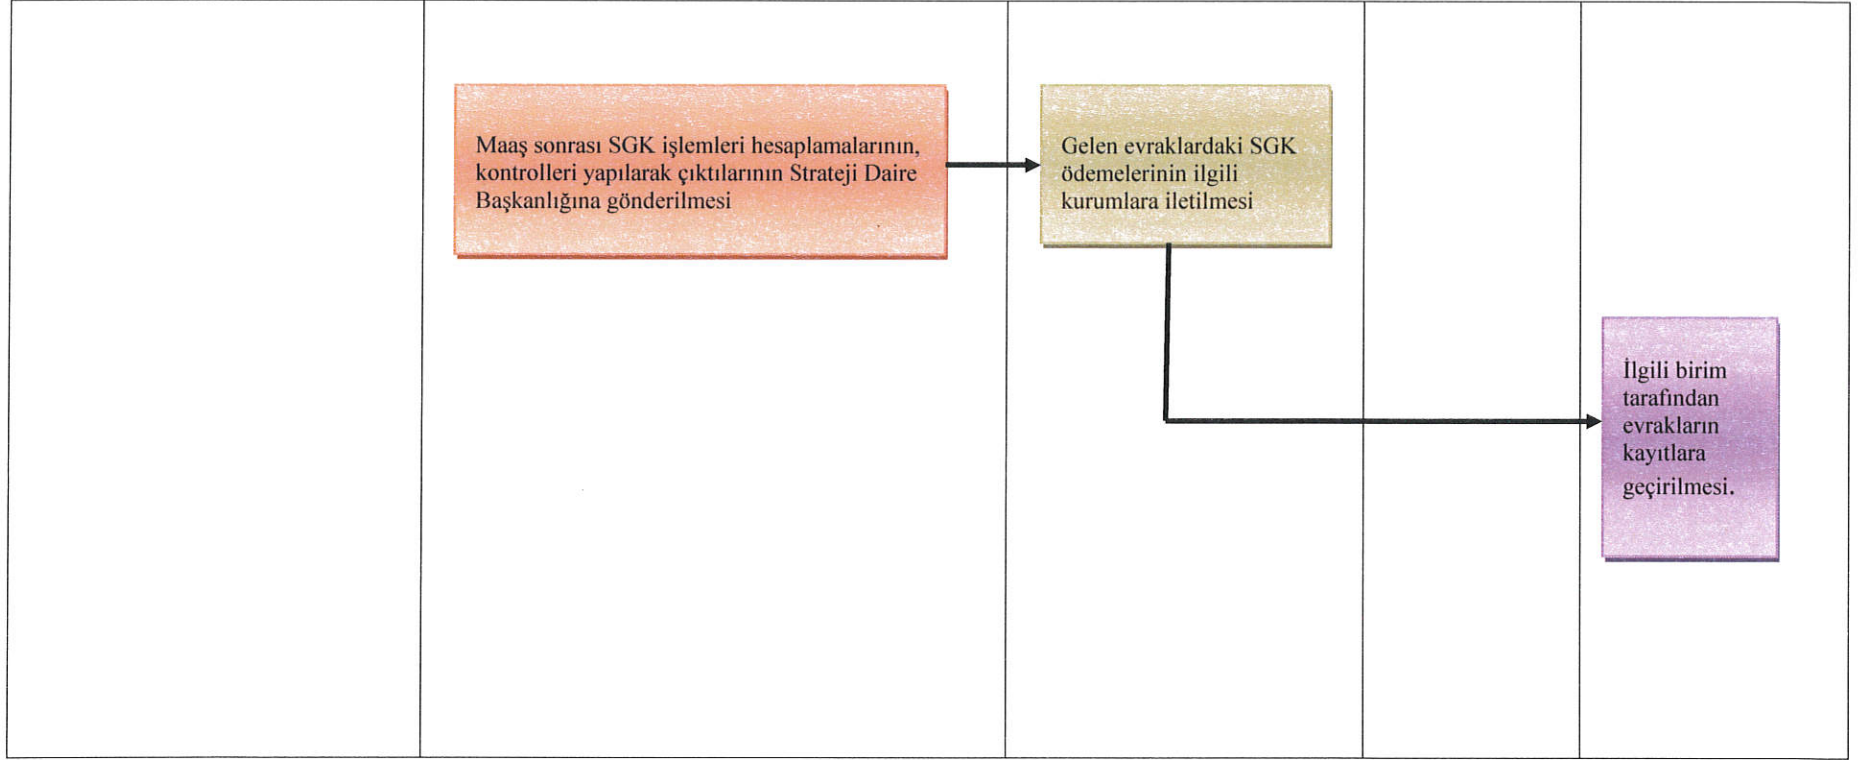 Maaş sonrası SGK işlemleri hesaplamalarının,
kontrolleri yapılarak çıktılarının Strateji Daire
Başkanlığına gönderilmesi
Gelen evraklardaki SGK
ödemelerinin ilgili
kurumlara iletilmesi
İlgili birim
tarafından
evrakların
kayıtlara
geçirilmesi.